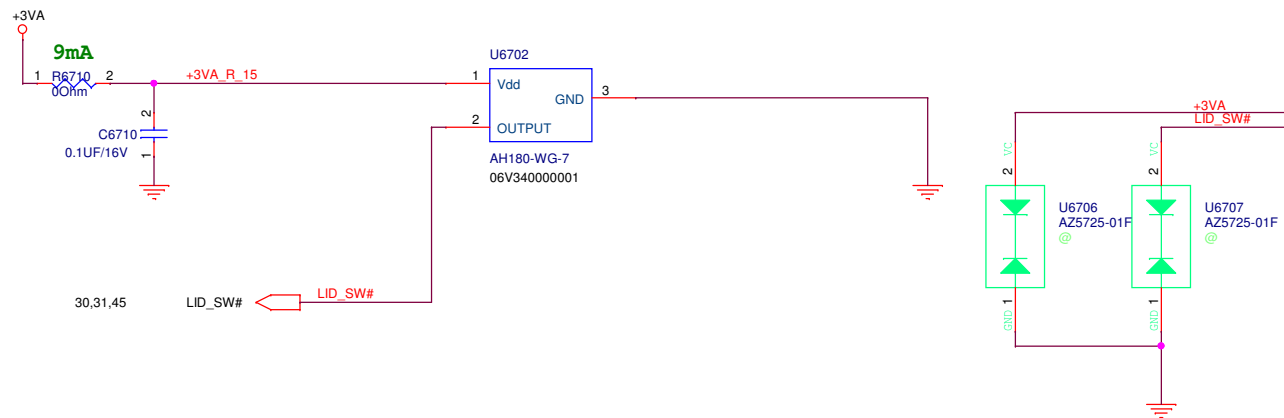 +3VA
9mA
1 R6710 2
0Ohm
+3VA_R_15
2
C6710
0.1UF/16V
1
U6702
1 Vdd
GND 3
2 OUTPUT
AH180-WG-7
06V340000001
30,31,45 LID_SW# LID_SW#
+3VA
LID_SW#
VC VC
2 2
U6706
AZ5725-01F
@
U6707
AZ5725-01F
@
1 1
GND GND